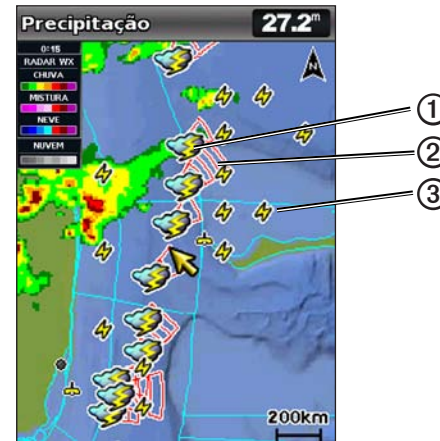 Precipitação
27.2m
0:15
RADAR WX
CHUVA
MISTURA
NEVE
NUVEM
N
①
②
③
200km